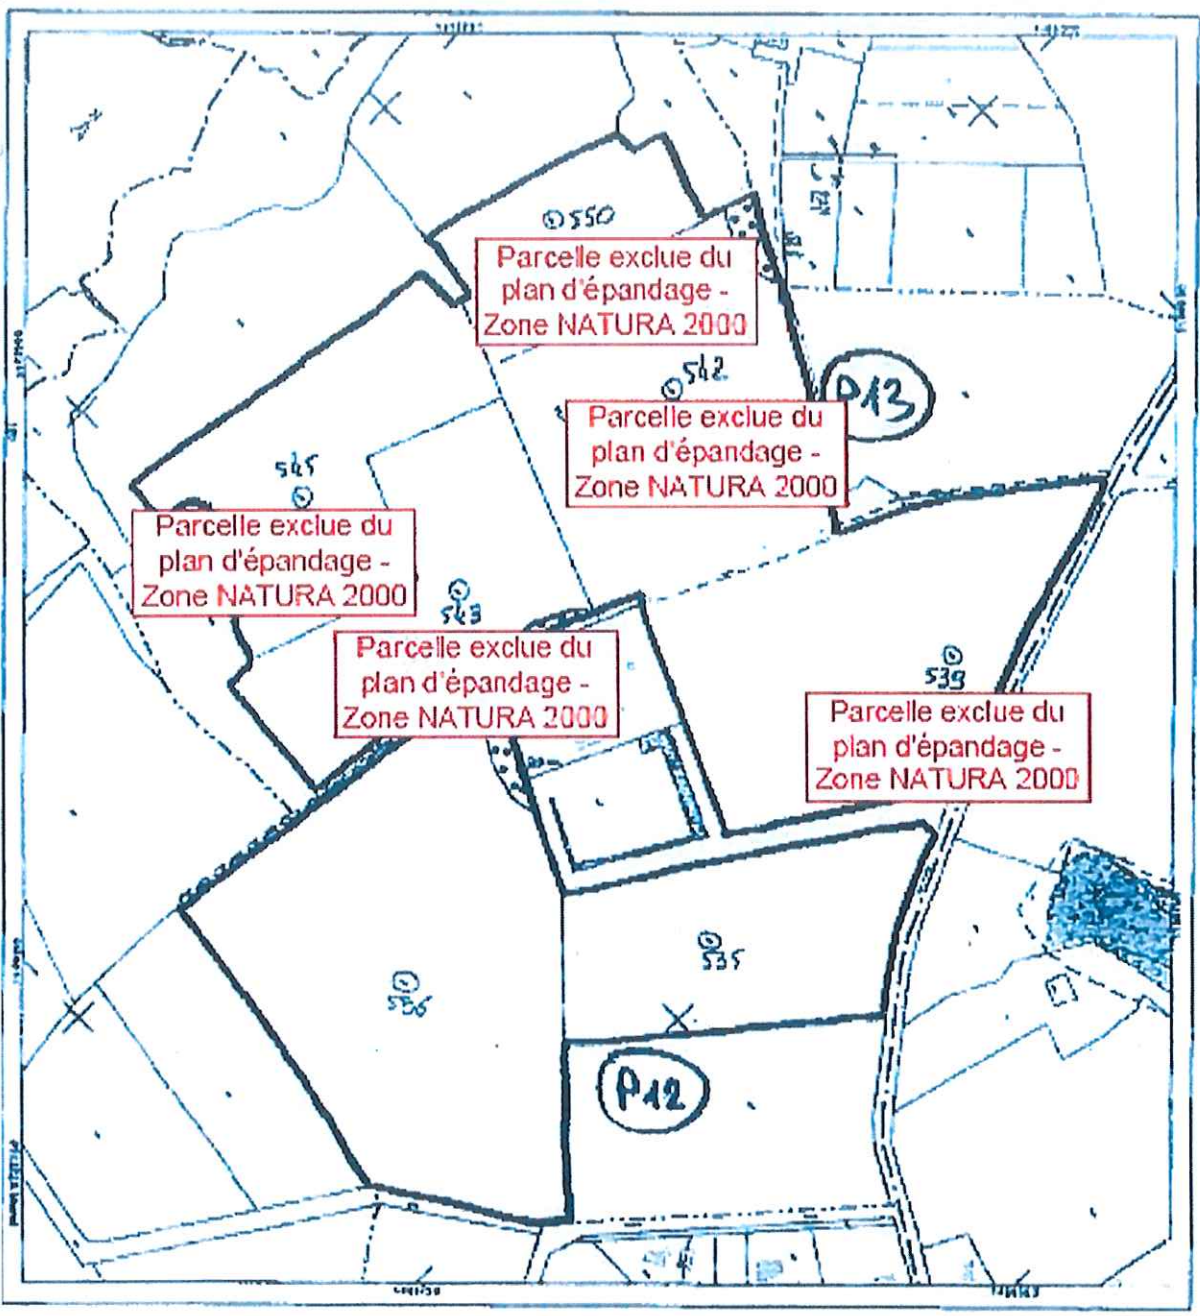 550
Parcelle exclue du
plan d'épandage -
Zone NATURA 2000
542
P13
Parcelle exclue du
plan d'épandage -
Zone NATURA 2000
545
Parcelle exclue du
plan d'épandage -
Zone NATURA 2000
543
Parcelle exclue du
plan d'épandage -
Zone NATURA 2000
539
Parcelle exclue du
plan d'épandage -
Zone NATURA 2000
535
536
P12